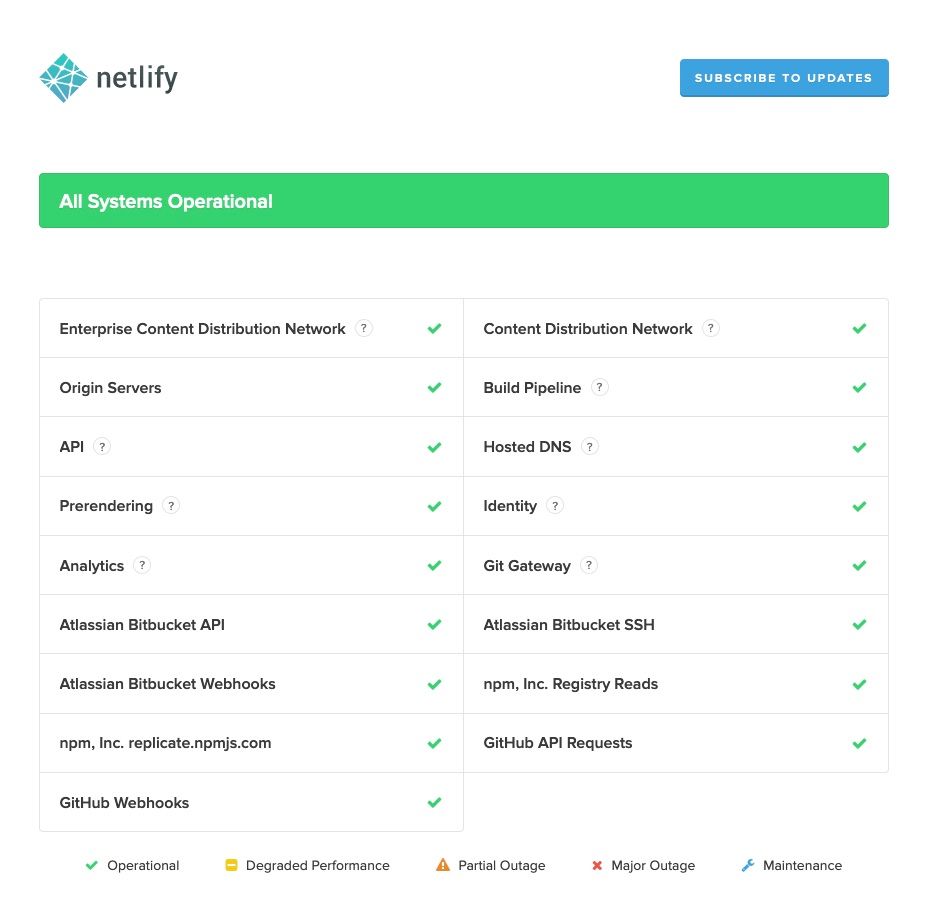 netlify
SUBSCRIBE TO UPDATES
All Systems Operational
Enterprise Content Distribution Network ?
Content Distribution Network ?
Origin Servers
Build Pipeline ?
API ?
Hosted DNS ?
Prerendering ?
Identity ?
Analytics ?
Git Gateway ?
Atlassian Bitbucket API
Atlassian Bitbucket SSH
Atlassian Bitbucket Webhooks
npm, Inc. Registry Reads
npm, Inc. replicate.npmjs.com
GitHub API Requests
GitHub Webhooks
Operational
Degraded Performance
Partial Outage
Major Outage
Maintenance